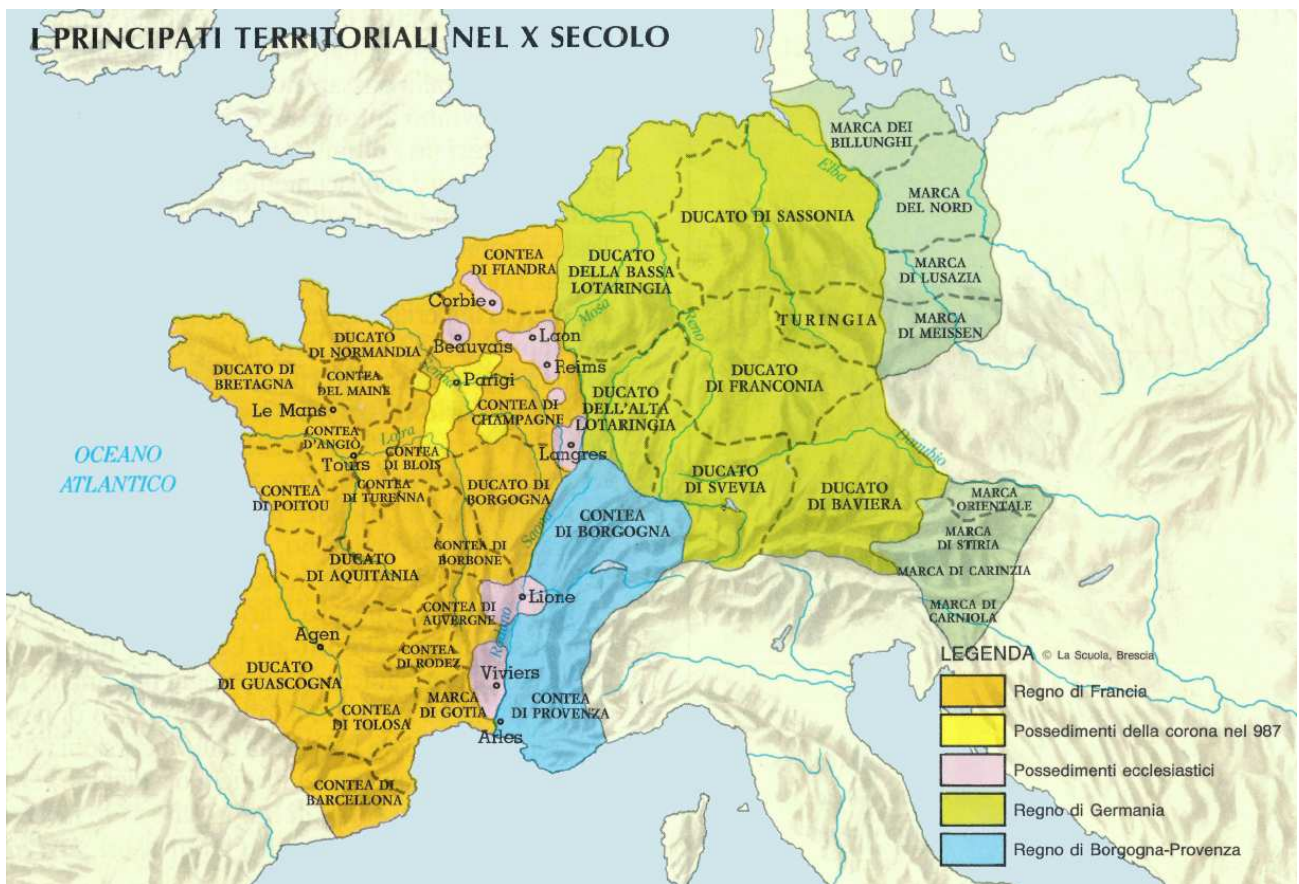 I PRINCIPATI TERRITORIALI NEL X SECOLO
MARCA DEI
BILLUNGHI
Elba
MARCA
DEL NORD
DUCATO DI SASSONIA
CONTEA
DI FIANDRA
DUCATO
DELLA BASSA
LOTARINGIA
MARCA
DI LUSAZIA
Corbie
Mosa
Reno
TURINGIA
MARCA
DI MEISSEN
DUCATO
DI NORMANDIA
Beauvais
Laon
Reims
DUCATO DI
BRETAGNA
CONTEA
DEL MAINE
Senna
Parigi
DUCATO
DI FRANCONIA
Le Mans
CONTEA DI
CHAMPAGNE
DUCATO
DELL'ALTA
LOTARINGIA
CONTEA
D'ANGIÒ
Loira
Tours
CONTEA
DI BLOIS
Langres
Danubio
OCEANO
ATLANTICO
CONTEA
DI POITOU
CONTEA
DI TURENNA
DUCATO DI
BORGOGNA
DUCATO
DI SVEVIA
DUCATO
DI BAVIERA
MARCA
ORIENTALE
Saona
CONTEA
DI BORGOGNA
MARCA
DI STIRIA
DUCATO
DI AQUITANIA
CONTEA DI
BORBONE
MARCA DI CARINZIA
Lione
CONTEA DI
AUVERGNE
MARCA DI
CARNIOLA
Rodano
Agen
CONTEA
DI RODEZ
DUCATO
DI GUASCOGNA
Viviers
CONTEA
DI TOLOSA
MARCA
DI GOTIA
CONTEA
DI PROVENZA
Arles
CONTEA DI
BARCELLONA
LEGENDA © La Scuola, Brescia
Regno di Francia
Possedimenti della corona nel 987
Possedimenti ecclesiastici
Regno di Germania
Regno di Borgogna-Provenza